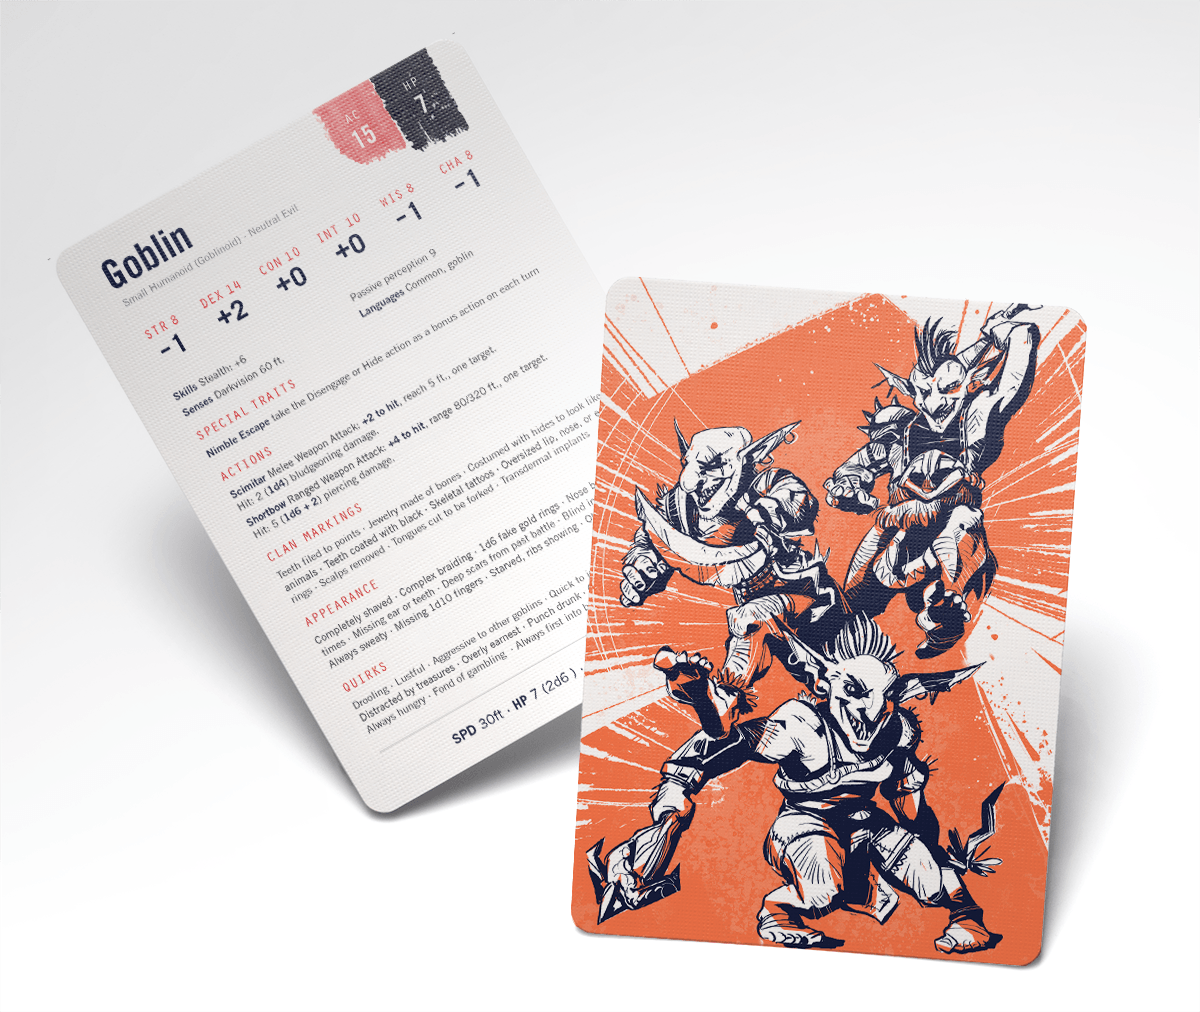 AC
15
HP
7
Goblin
Small Humanoid (Goblinoid) - Neutral Evil
STR 8 DEX 14 CON 10 INT 10 WIS 8 CHA 8
-1 +2 +0 +0 -1 -1
Skills Stealth: +6
Senses Darkvision 60 ft.
Passive perception 9
Languages Common, goblin
SPECIAL TRAITS
Nimble Escape take the Disengage or Hide action as a bonus action on each turn
ACTIONS
Scimitar Melee Weapon Attack: +2 to hit, reach 5 ft., one target.
Hit: 2 (1d4) bludgeoning damage.
Shortbow Ranged Weapon Attack: +4 to hit, range 80/320 ft., one target.
Hit: 5 (1d6 + 2) piercing damage.
CLAN MARKINGS
Teeth filed to points · Jewelry made of bones · Costumed with hides to look like
animals · Teeth coated with black · Skeletal tattoos · Oversized lip, nose, or
rings · Scalps removed · Tongues cut to be forked · Transdermal implants
APPEARANCE
Completely shaved · Complex braiding · 1d6 fake gold rings · Nose
times · Missing ear or teeth · Deep scars from past battle · Blind
Always sweaty · Missing 1d10 fingers · Starved, ribs showing ·
QUIRKS
Drooling · Lustful · Aggressive to other goblins · Quick to
Distracted by treasures · Overly earnest · Punch drunk ·
Always hungry · Fond of gambling · Always first into
SPD 30ft · HP 7 (2d6 ) ·